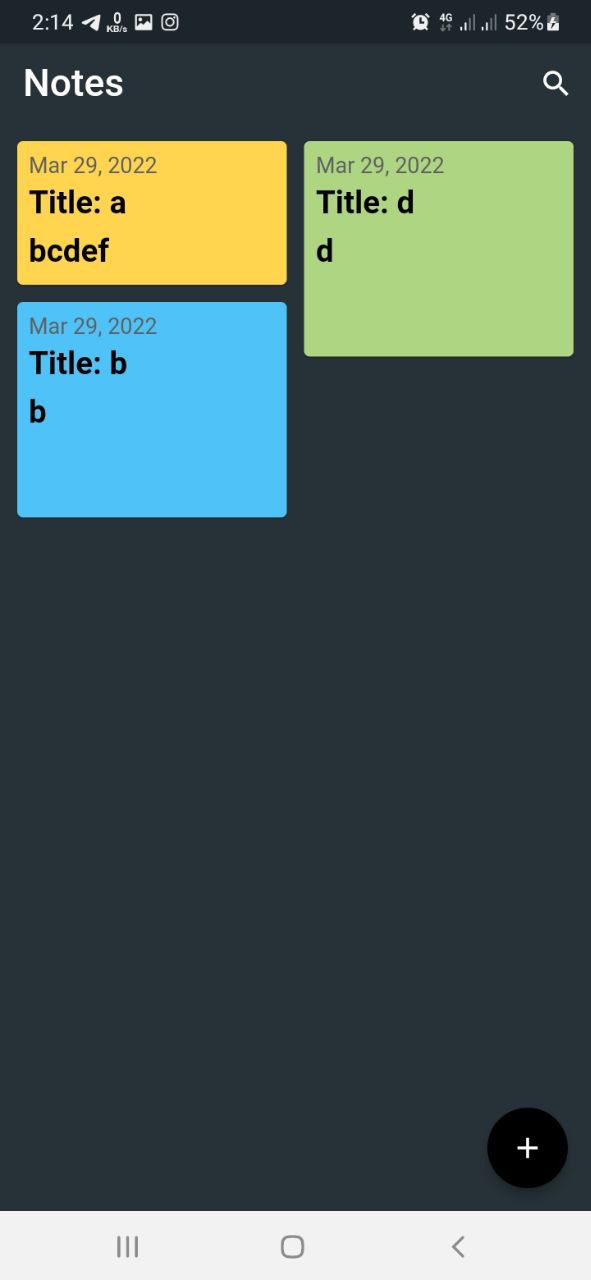 2:14 0 KB/s 4G 52%
Notes
Mar 29, 2022
Title: a
bcdef
Mar 29, 2022
Title: d
d
Mar 29, 2022
Title: b
b